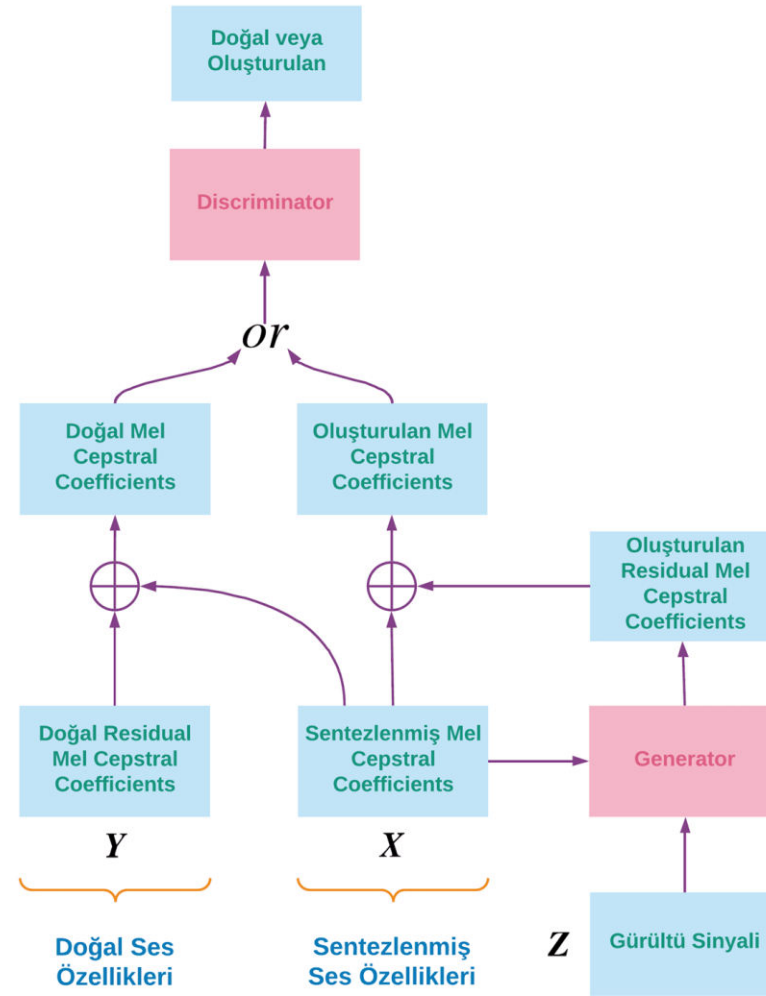 Doğal veya
Oluşturulan
Discriminator
or
Doğal Mel
Cepstral
Coefficients
Oluşturulan Mel
Cepstral
Coefficients
Oluşturulan
Residual Mel
Cepstral
Coefficients
Doğal Residual
Mel Cepstral
Coefficients
Sentezlenmiş Mel
Cepstral
Coefficients
Generator
Y
X
Doğal Ses
Özellikleri
Sentezlenmiş
Ses Özellikleri
Z
Gürültü Sinyali